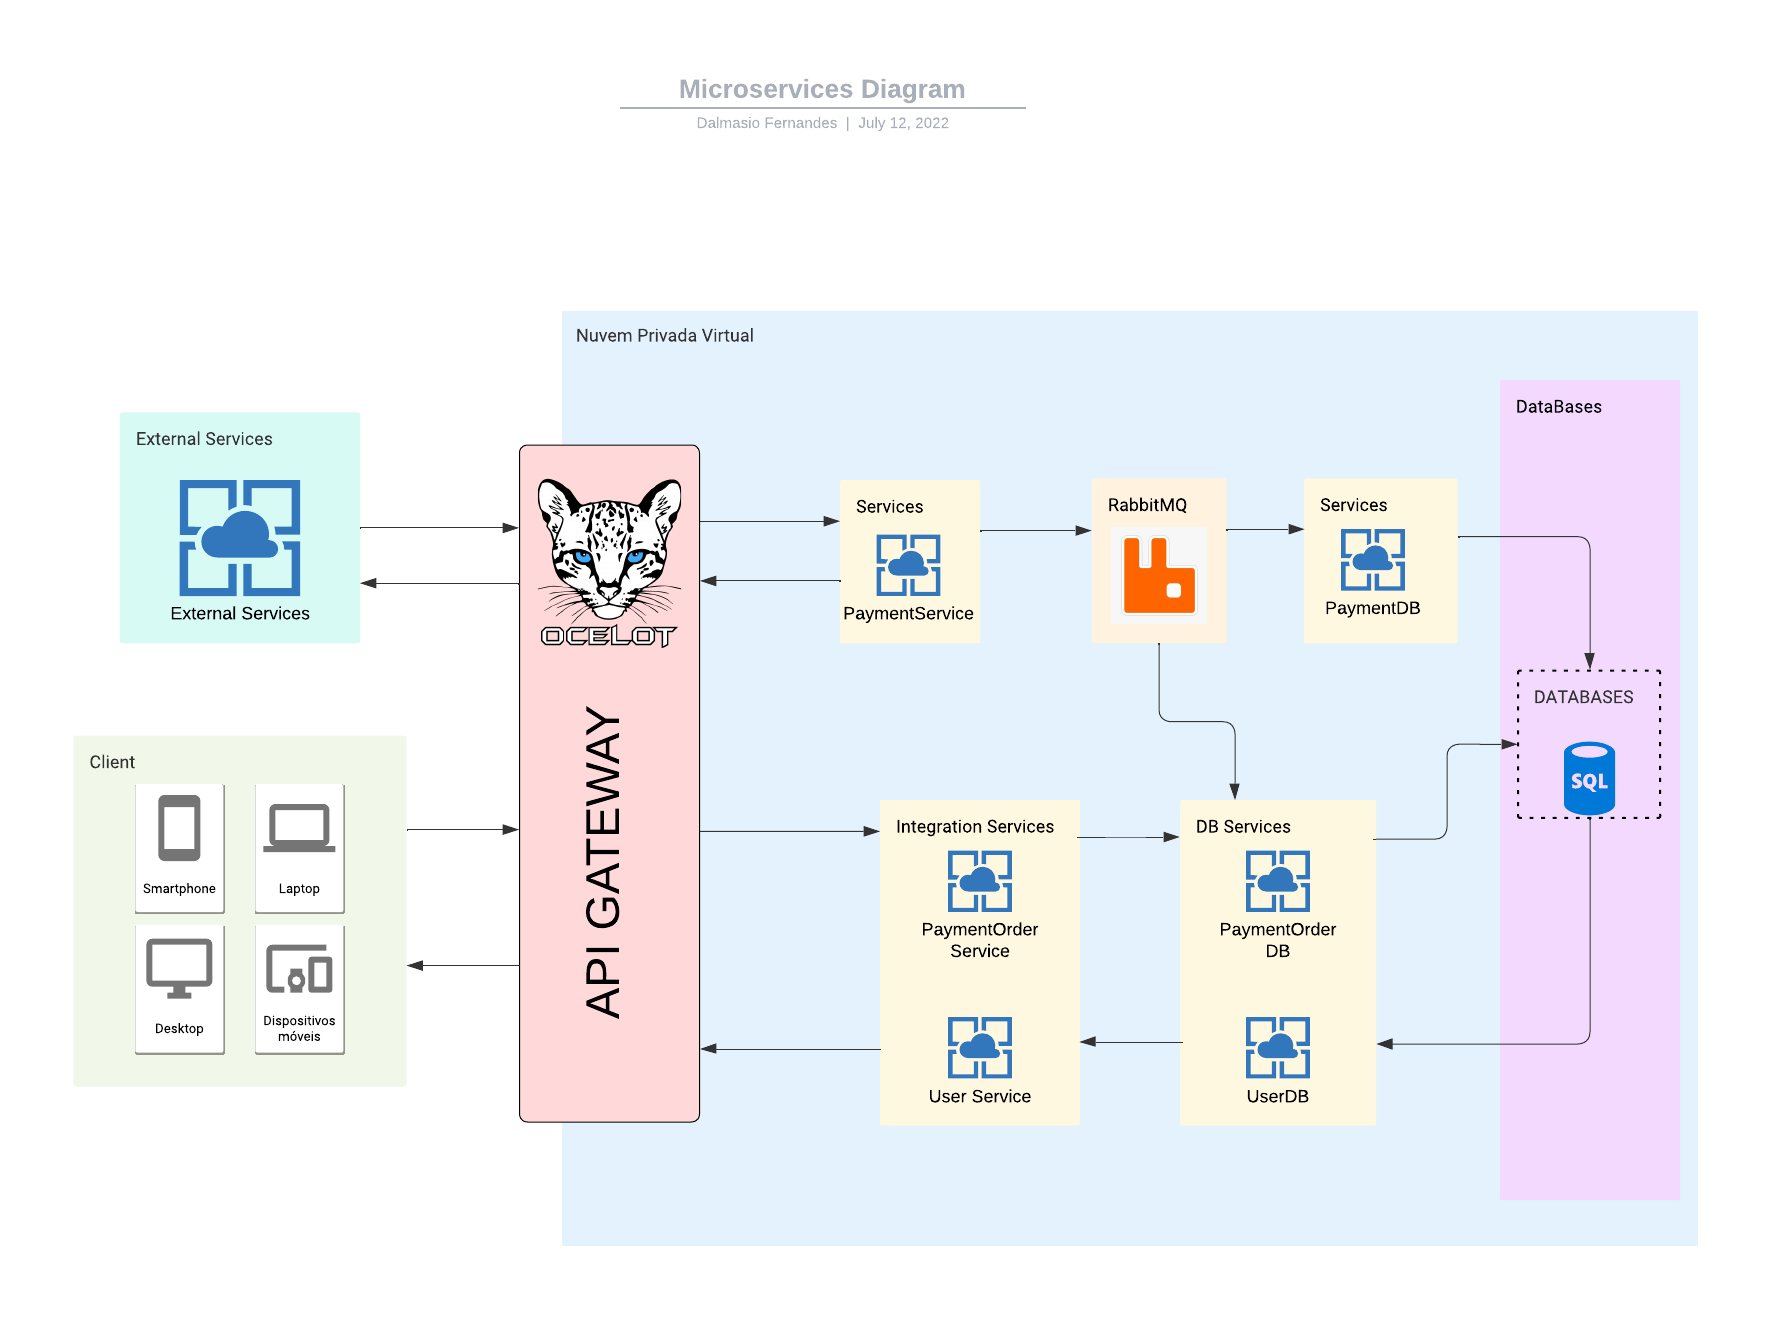 Microservices Diagram
Dalmasio Fernandes | July 12, 2022
Nuvem Privada Virtual
External Services
External Services
Client
Smartphone
Laptop
Desktop
Dispositivos
móveis
OCELOT
API GATEWAY
Services
PaymentService
RabbitMQ
Services
PaymentDB
Integration Services
PaymentOrder
Service
User Service
DB Services
PaymentOrder
DB
UserDB
DataBases
DATABASES
SQL